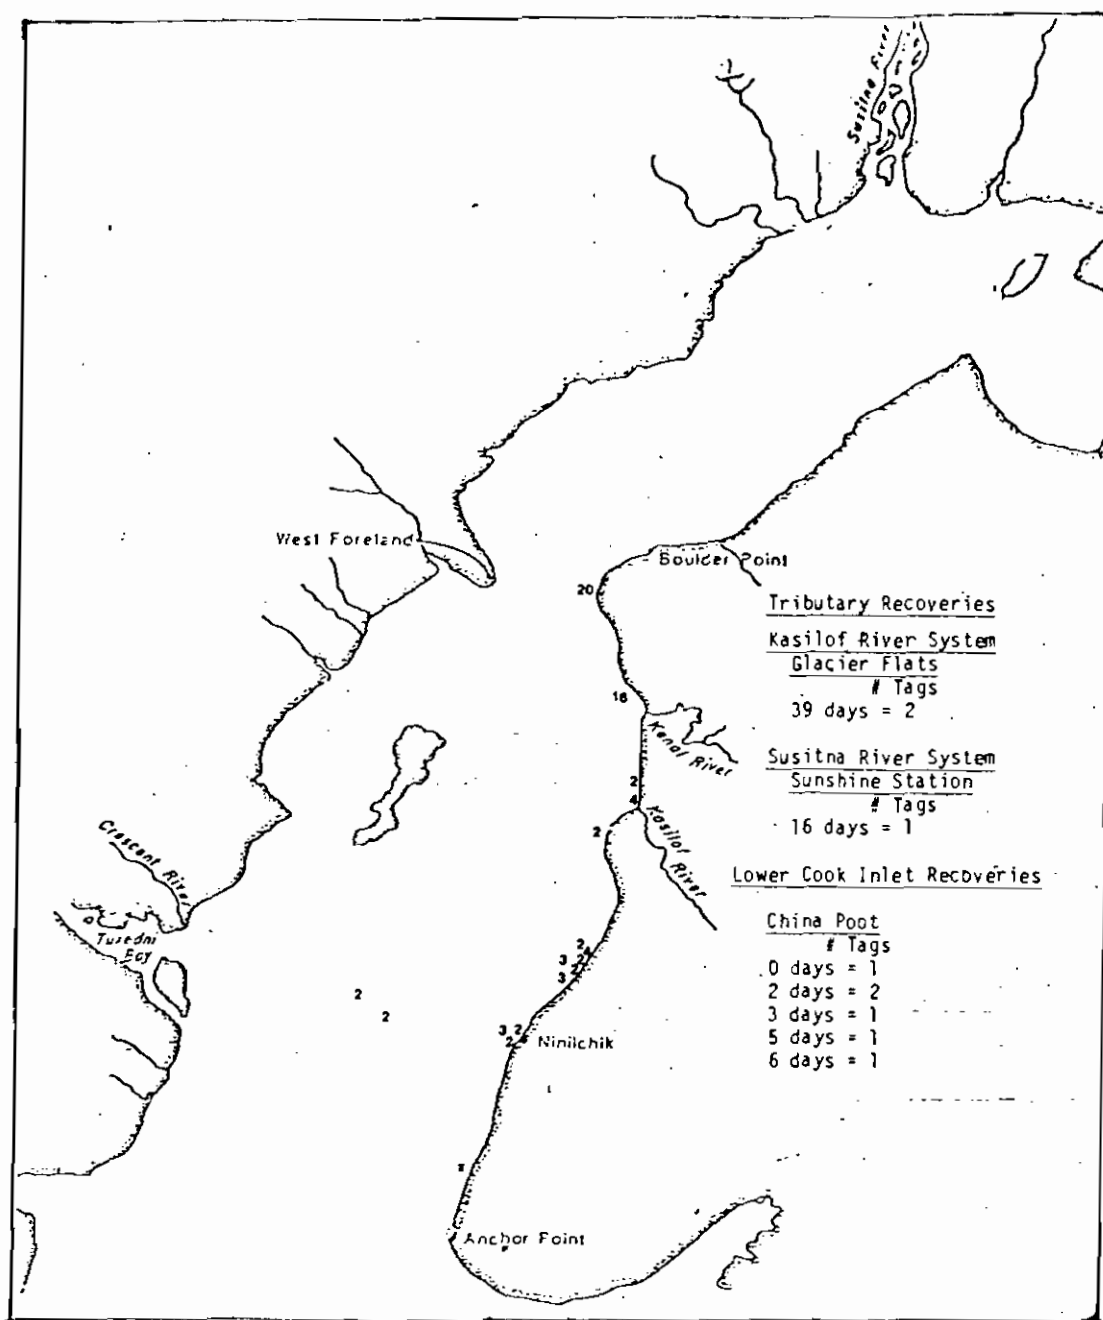 Susitna River
West Foreland
Boulder Point
20
Tributary Recoveries
Kasilof River System
Glacier Flats
# Tags
39 days = 2
16
Kenai River
Susitna River System
Sunshine Station
# Tags
16 days = 1
2
4
2
Kasilof River
Crescent River
Lower Cook Inlet Recoveries
Tuxedni
Bay
China Poot
# Tags
0 days = 1
2 days = 2
3 days = 1
5 days = 1
6 days = 1
2
4
3
2
2
3
2
2
3 2
2
Ninilchik
Anchor Point